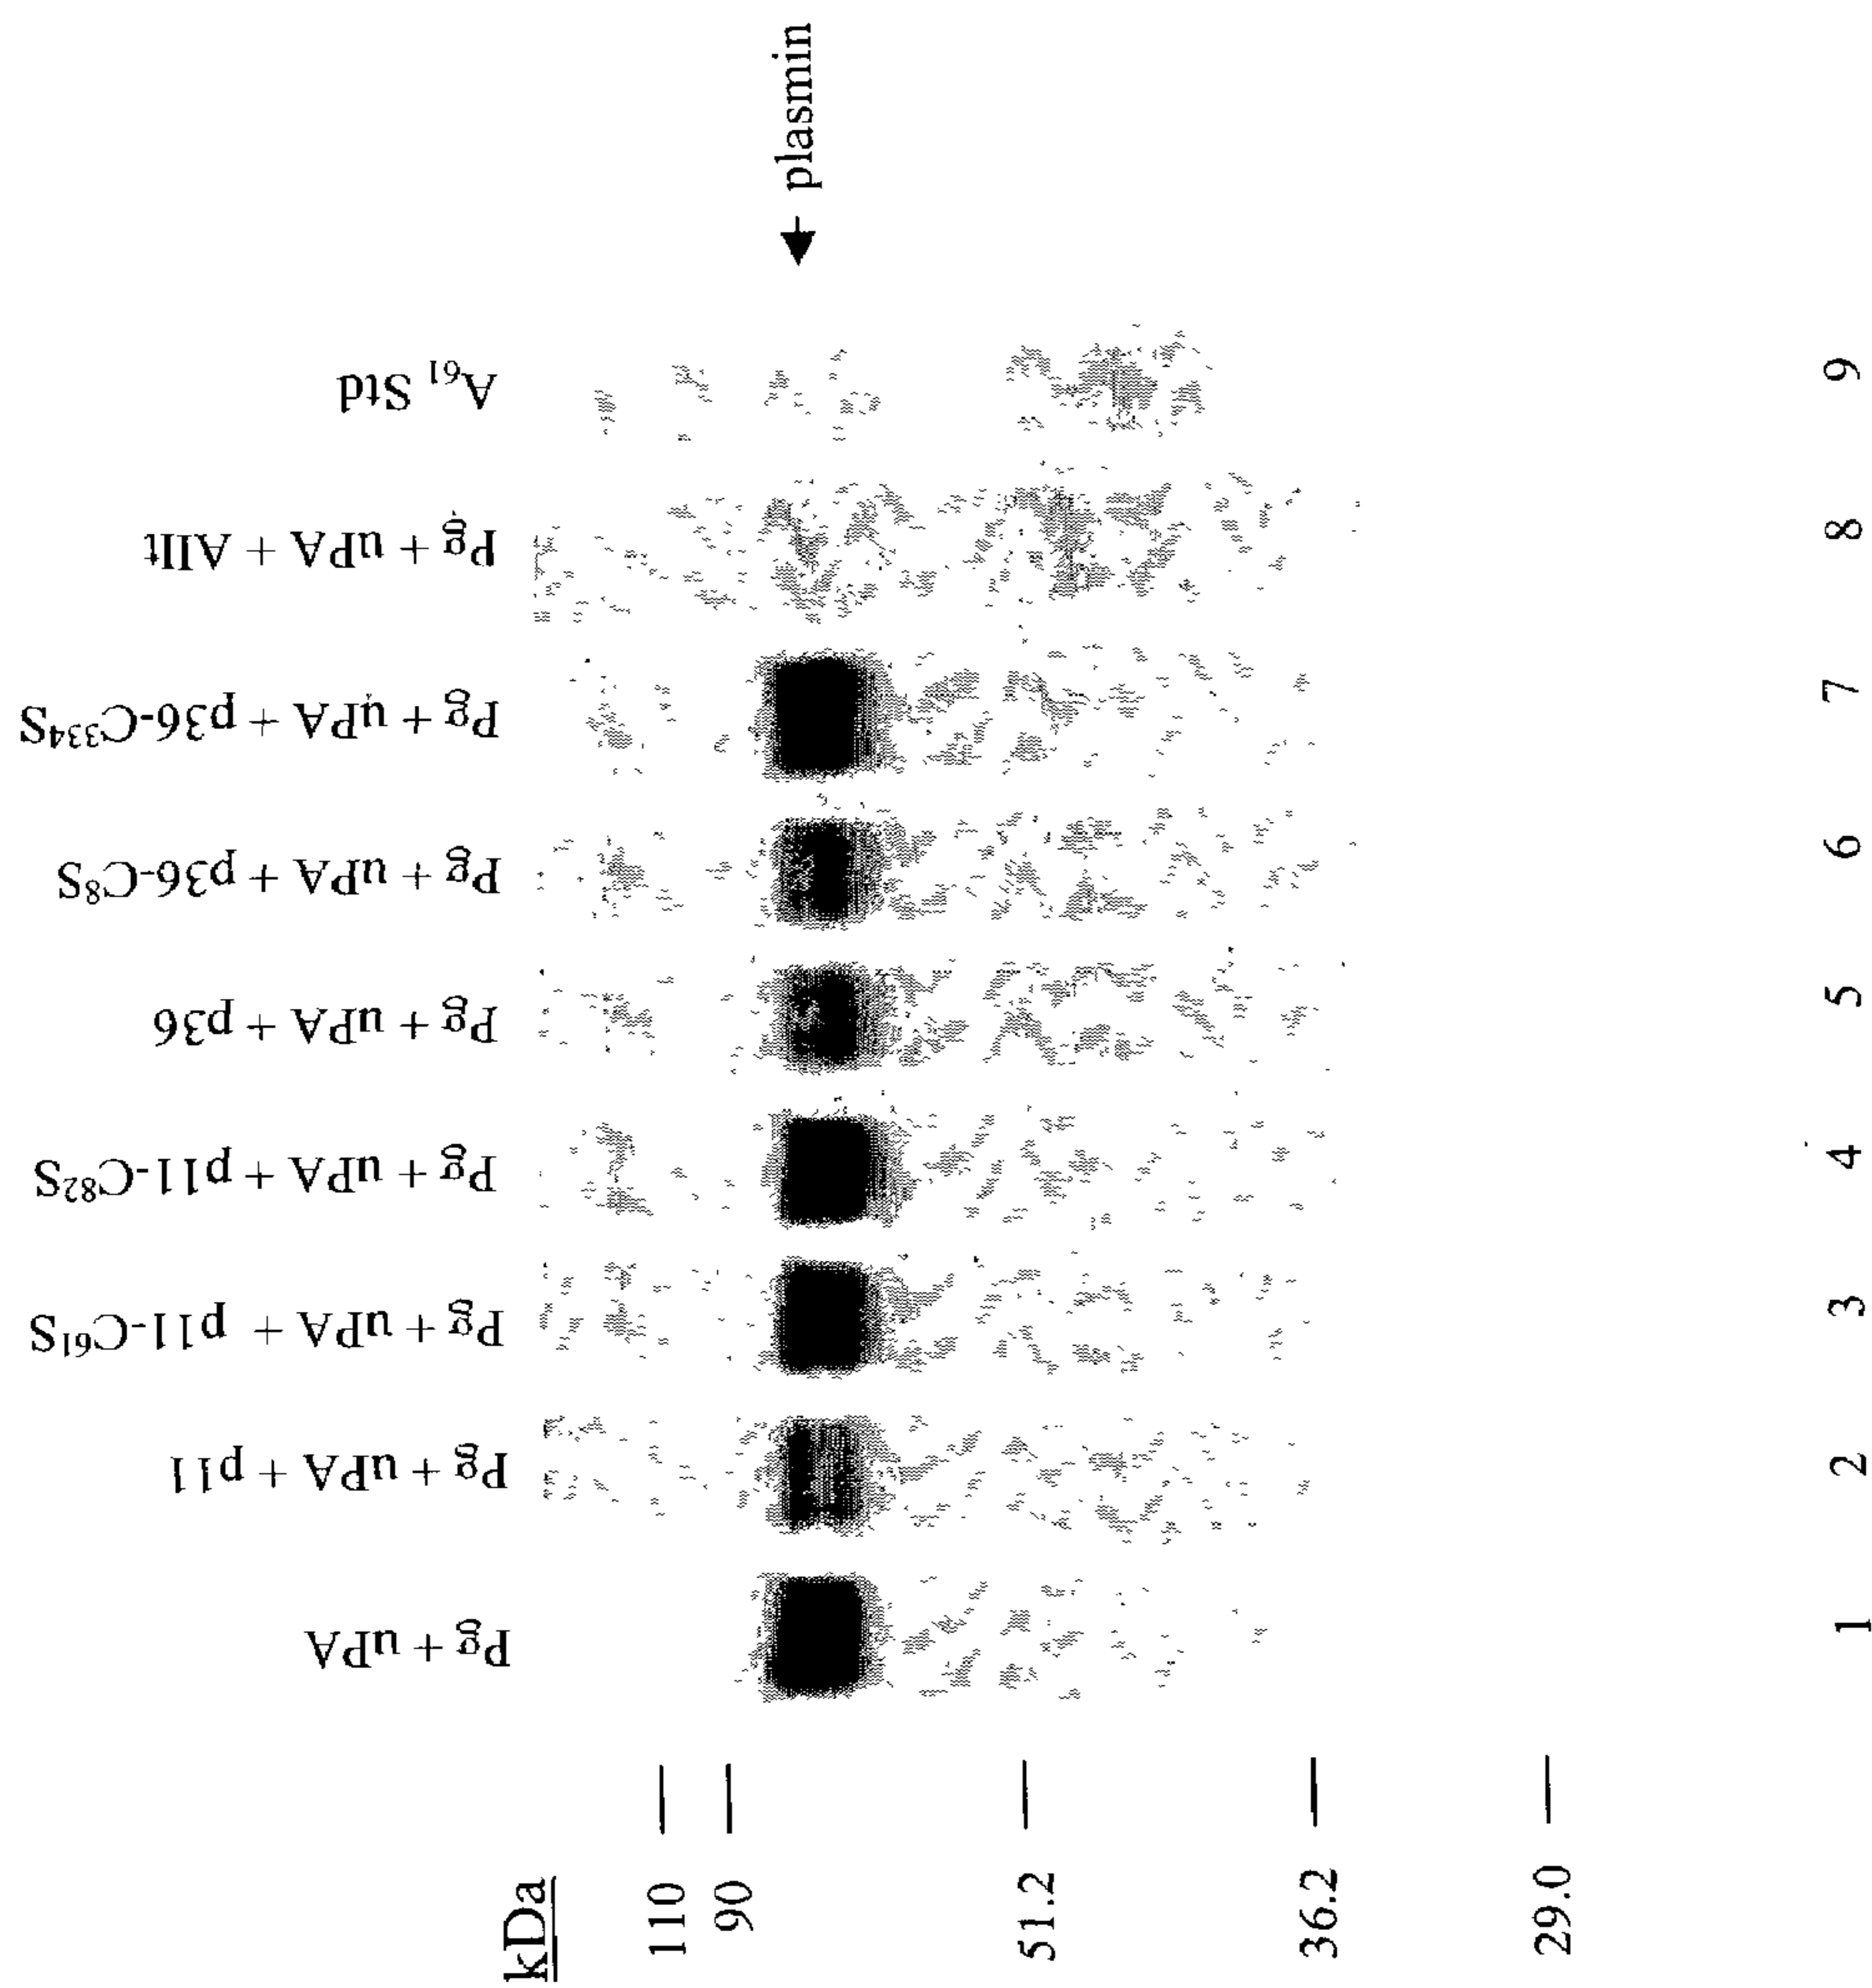 kDa
110
90
51.2
36.2
29.0
Pg + uPA
Pg + uPA + p11
Pg + uPA + p11-C₆₁S
Pg + uPA + p11-C₈₂S
Pg + uPA + p36
Pg + uPA + p36-C₈S
Pg + uPA + p36-C₃₃₄S
Pg + uPA + AIIt
A₆₁ Std
plasmin
1 2 3 4 5 6 7 8 9